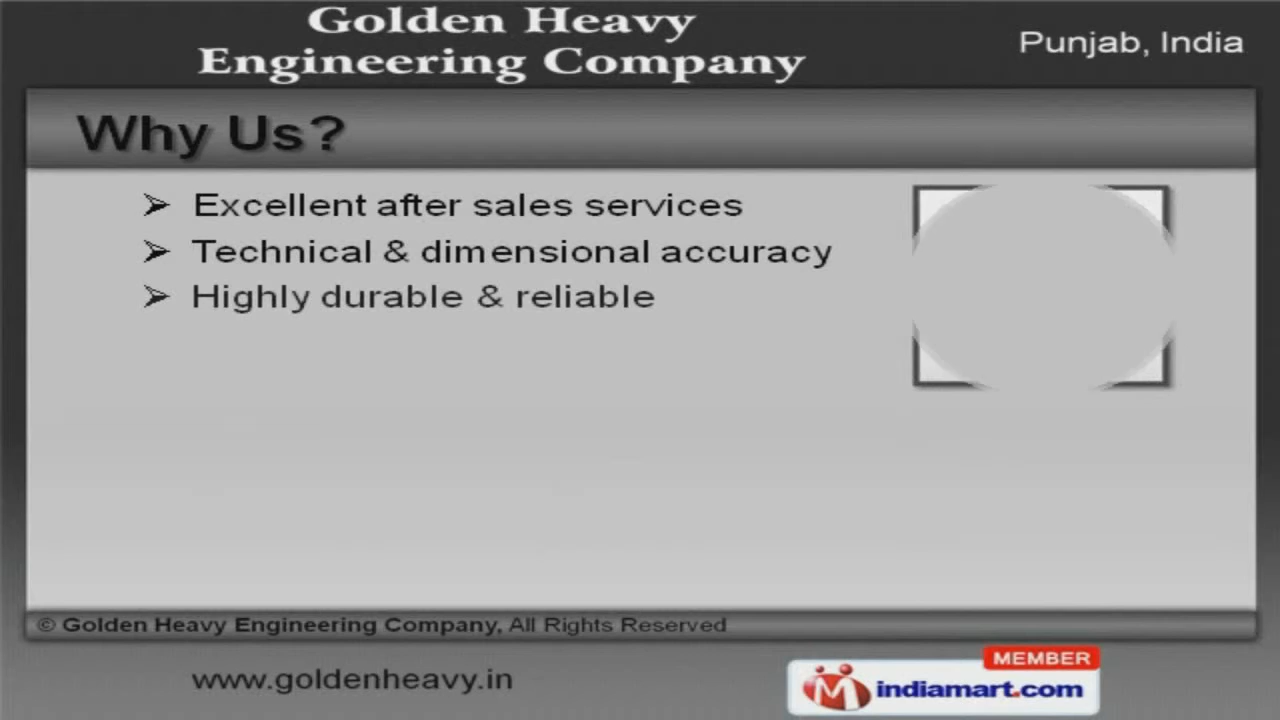 Golden Heavy
Engineering Company
Punjab, India
Why Us?
➢ Excellent after sales services
➢ Technical & dimensional accuracy
➢ Highly durable & reliable
© Golden Heavy Engineering Company, All Rights Reserved
www.goldenheavy.in
MEMBER
indiamart.com